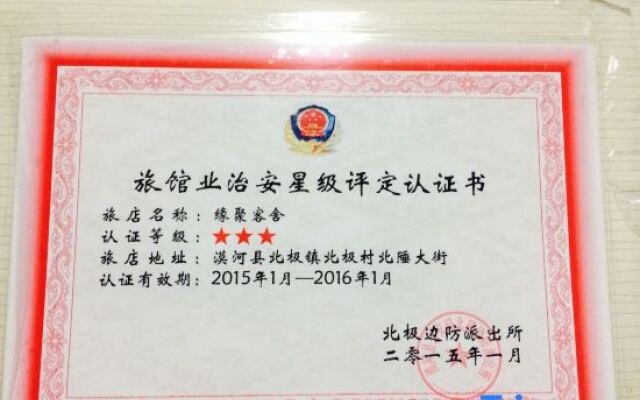 旅馆业治安星级评定认证书
旅店名称：缘聚客舍
认证等级：★★★
旅店地址：漠河县北极镇北极村北陲大街
认证有效期：2015年1月—2016年1月
北极边防派出所
二零一五年一月